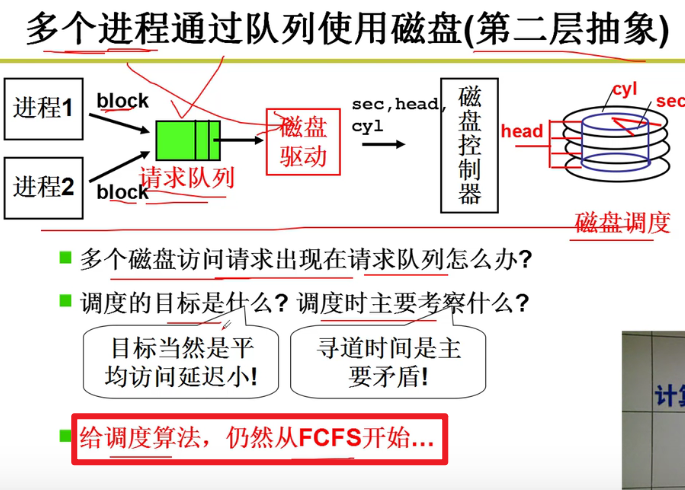 多个进程通过队列使用磁盘(第二层抽象)
进程1
block
进程2
block
请求队列
磁盘
驱动
sec,head,
cyl
磁盘控制器
head
cyl
sec
磁盘调度
多个磁盘访问请求出现在请求队列怎么办?
调度的目标是什么? 调度时主要考察什么?
目标当然是平
均访问延迟小!
寻道时间是主
要矛盾!
给调度算法，仍然从FCFS开始...